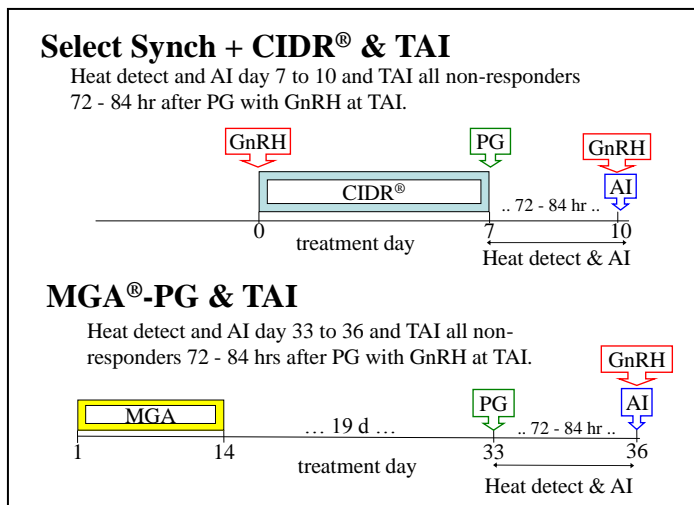 Select Synch + CIDR® & TAI
Heat detect and AI day 7 to 10 and TAI all non-responders
72 - 84 hr after PG with GnRH at TAI.
GnRH
PG
GnRH
CIDR®
AI
.. 72 - 84 hr ..
0
7
10
treatment day
Heat detect & AI
MGA®-PG & TAI
Heat detect and AI day 33 to 36 and TAI all non-
responders 72 - 84 hrs after PG with GnRH at TAI.
GnRH
MGA
PG
AI
… 19 d …
.. 72 - 84 hr ..
1
14
33
36
treatment day
Heat detect & AI